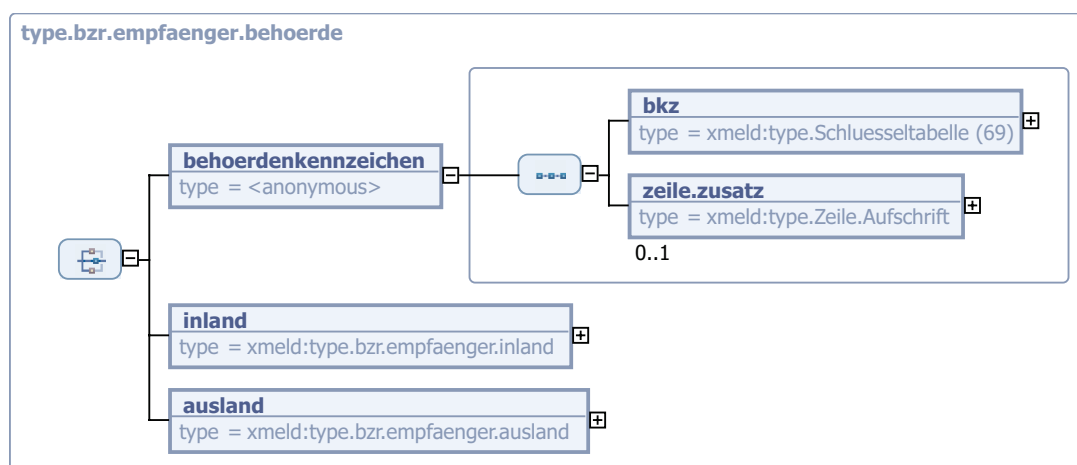 type.bzr.empfaenger.behoerde
bkz
type = xmeld:type.Schluesseltabelle (69)
behoerdenkennzeichen
type = <anonymous>
zeile.zusatz
type = xmeld:type.Zeile.Aufschrift
0..1
inland
type = xmeld:type.bzr.empfaenger.inland
ausland
type = xmeld:type.bzr.empfaenger.ausland